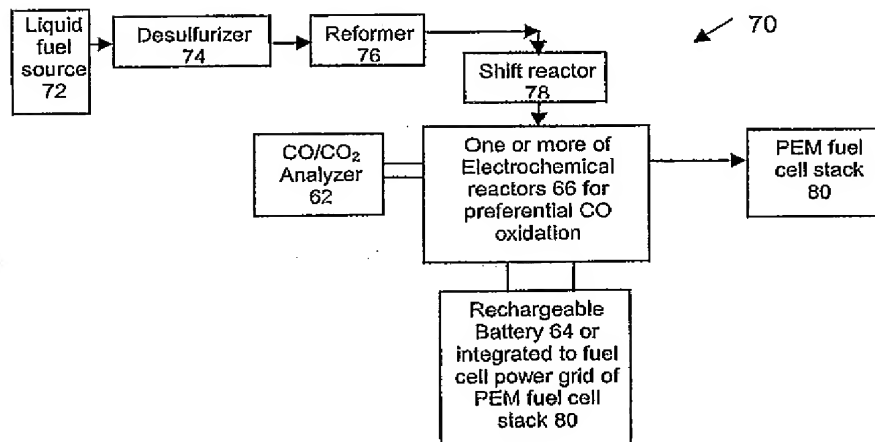 Liquid
fuel
source
72
Desulfurizer
74
Reformer
76
70
Shift reactor
78
CO/CO₂
Analyzer
62
One or more of
Electrochemical
reactors 66 for
preferential CO
oxidation
PEM fuel
cell stack
80
Rechargeable
Battery 64 or
integrated to fuel
cell power grid of
PEM fuel cell
stack 80